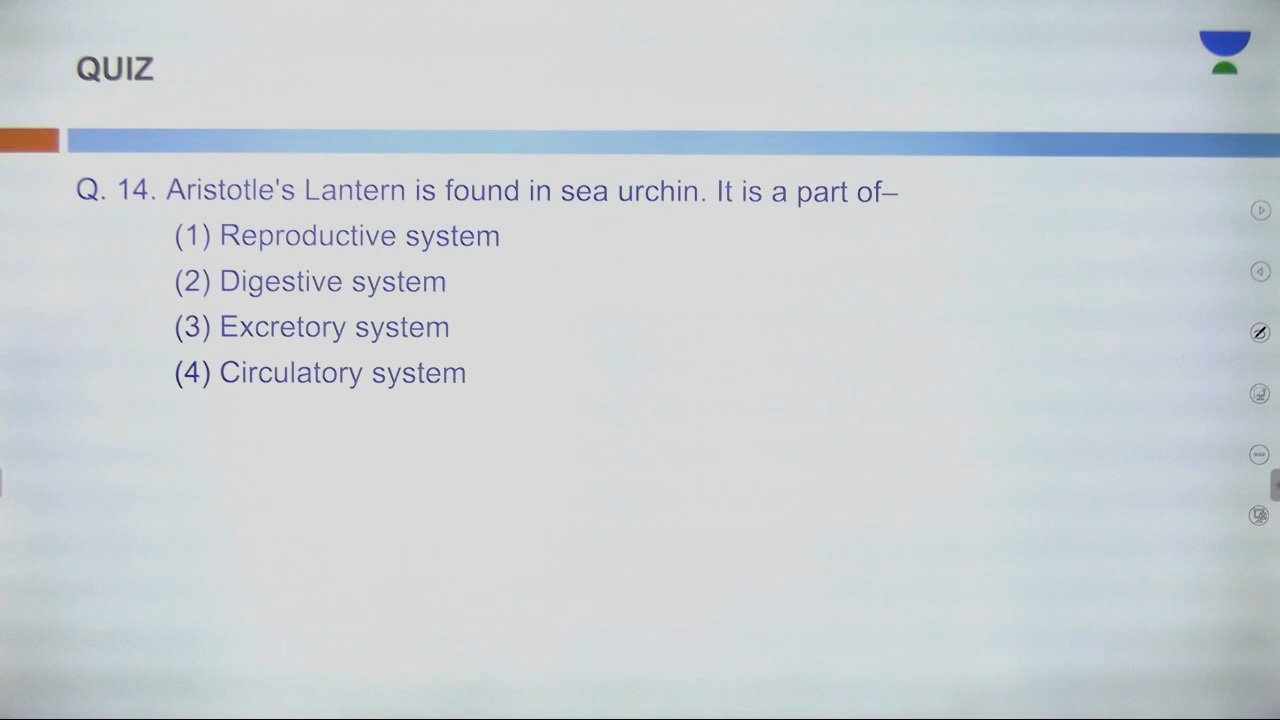 QUIZ
Q. 14. Aristotle's Lantern is found in sea urchin. It is a part of–
(1) Reproductive system
(2) Digestive system
(3) Excretory system
(4) Circulatory system